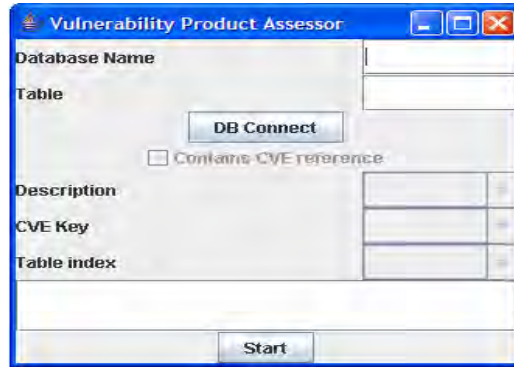 Vulnerability Product Assessor
Database Name
Table
DB Connect
Contains CVE reference
Description
CVE Key
Table index
Start